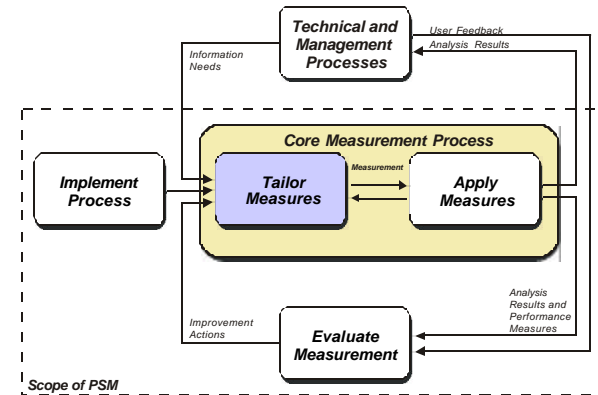 Technical and
Management
Processes
User Feedback
Analysis Results
Information
Needs
Core Measurement Process
Implement
Process
Tailor
Measures
Measurement
Apply
Measures
Analysis
Results and
Performance
Measures
Improvement
Actions
Evaluate
Measurement
Scope of PSM